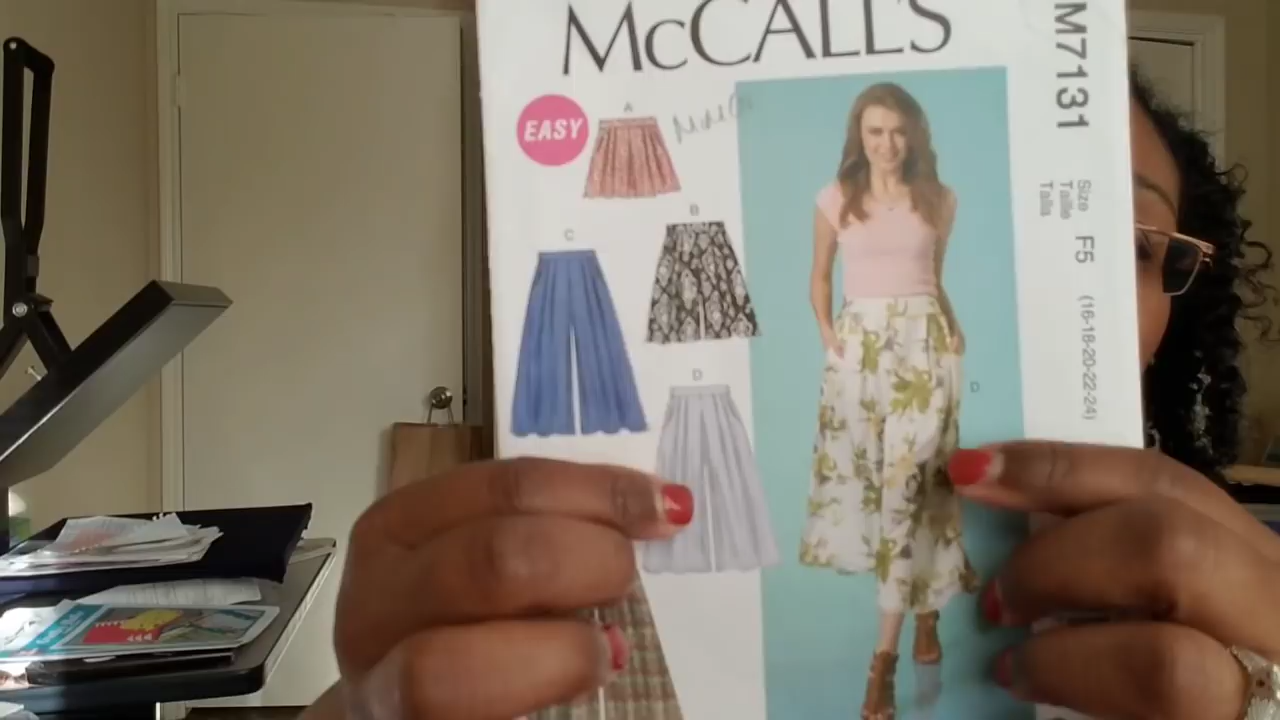 McCALL'S
M7131
EASY
A
B
C
D
D
Size F5 (16-18-20-22-24)
Taille
Talla